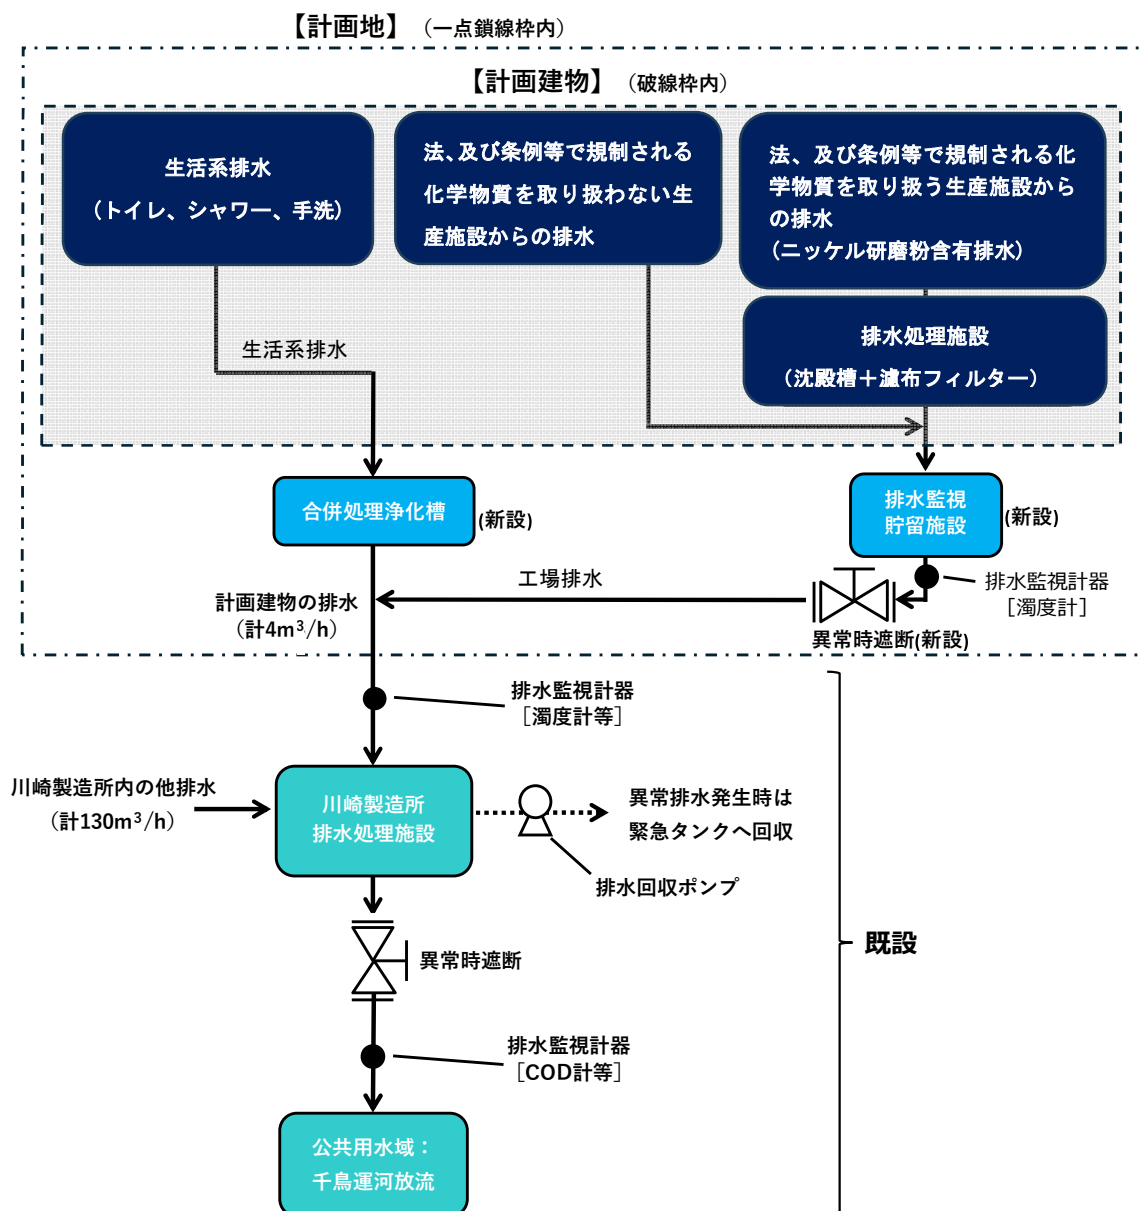 【計画地】（一点鎖線枠内）
【計画建物】（破線枠内）
生活系排水
（トイレ、シャワー、手洗）
法、及び条例等で規制される
化学物質を取り扱わない生
産施設からの排水
法、及び条例等で規制される化
学物質を取り扱う生産施設から
の排水
(ニッケル研磨粉含有排水)
排水処理施設
（沈殿槽＋濾布フィルター）
生活系排水
合併処理浄化槽
(新設)
排水監視
貯留施設
(新設)
工場排水
排水監視計器
［濁度計］
計画建物の排水
（計4m³/h）
異常時遮断(新設)
排水監視計器
［濁度計等］
川崎製造所内の他排水
（計130m³/h）
川崎製造所
排水処理施設
異常排水発生時は
緊急タンクへ回収
排水回収ポンプ
既設
異常時遮断
排水監視計器
［COD計等］
公共用水域：
千鳥運河放流